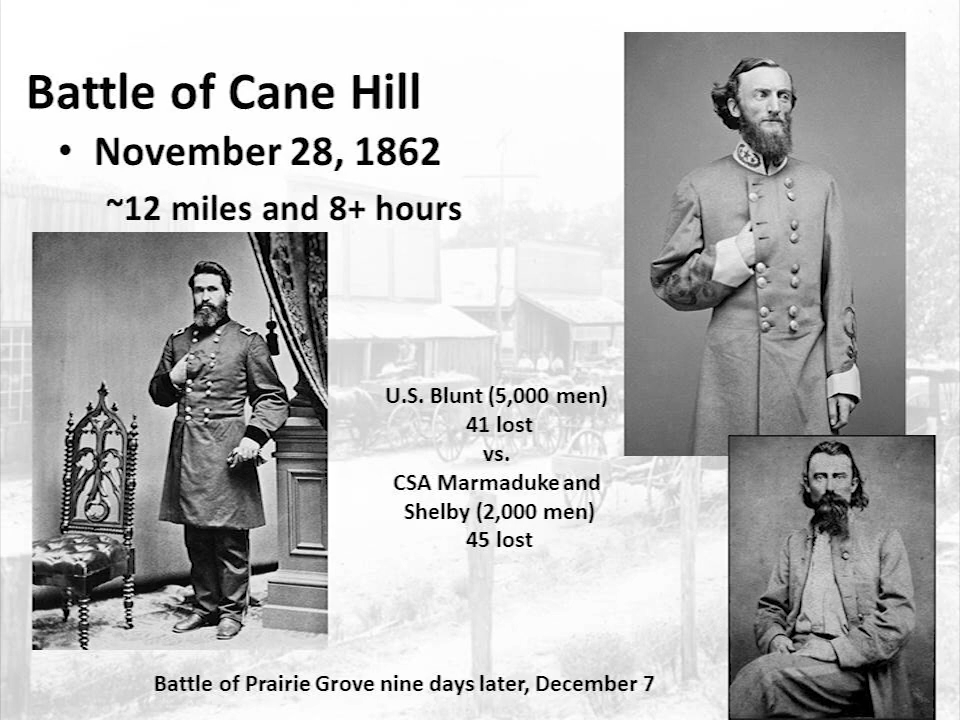 Battle of Cane Hill
• November 28, 1862
~12 miles and 8+ hours
U.S. Blunt (5,000 men)
41 lost
vs.
CSA Marmaduke and
Shelby (2,000 men)
45 lost
Battle of Prairie Grove nine days later, December 7